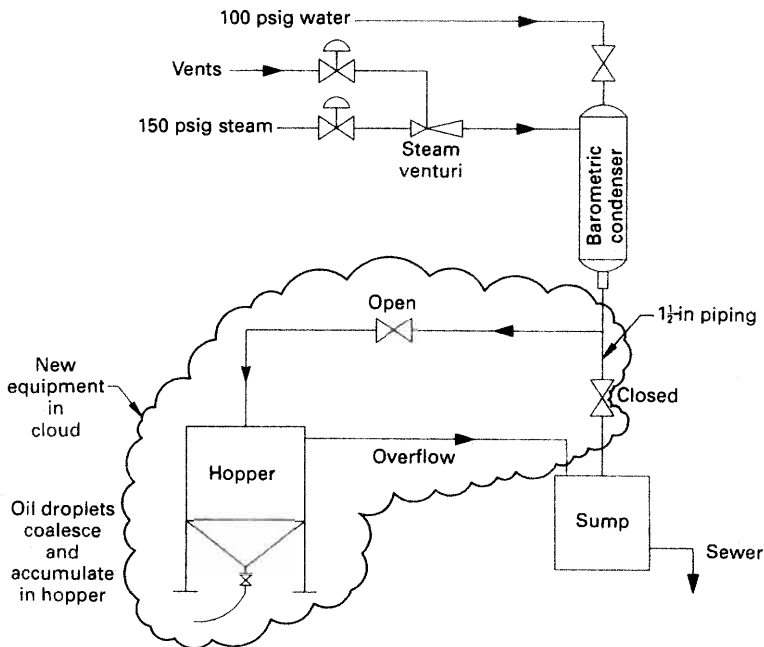 100 psig water
Vents
150 psig steam
Steam
venturi
Barometric
condenser
Open
1½-in piping
New
equipment
in
cloud
Closed
Hopper
Overflow
Oil droplets
coalesce
and
accumulate
in hopper
Sump
Sewer